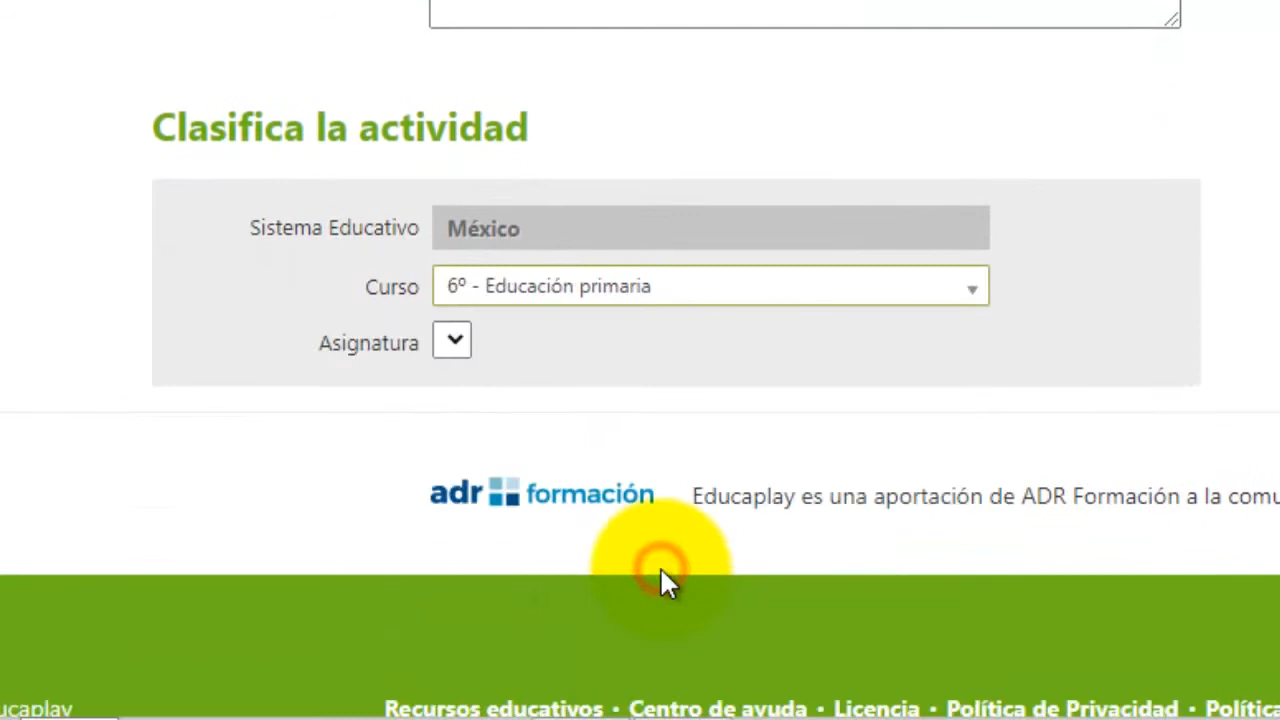 Clasifica la actividad
Sistema Educativo México
Curso 6º - Educación primaria
Asignatura
adr formación Educaplay es una aportación de ADR Formación a la comu
ucaplay Recursos educativos · Centro de ayuda · Licencia · Política de Privacidad · Polític